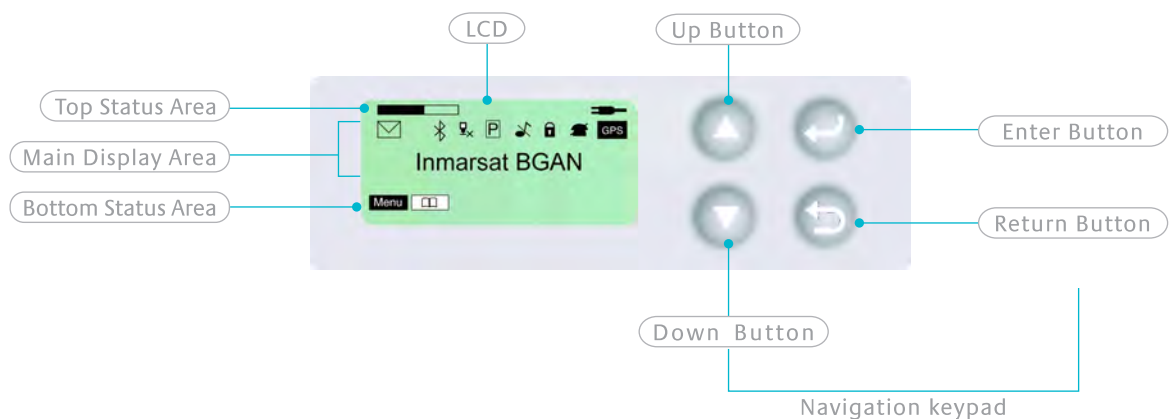 LCD
Up Button
Top Status Area
Main Display Area
Bottom Status Area
P
GPS
Inmarsat BGAN
Menu
Enter Button
Return Button
Down Button
Navigation keypad